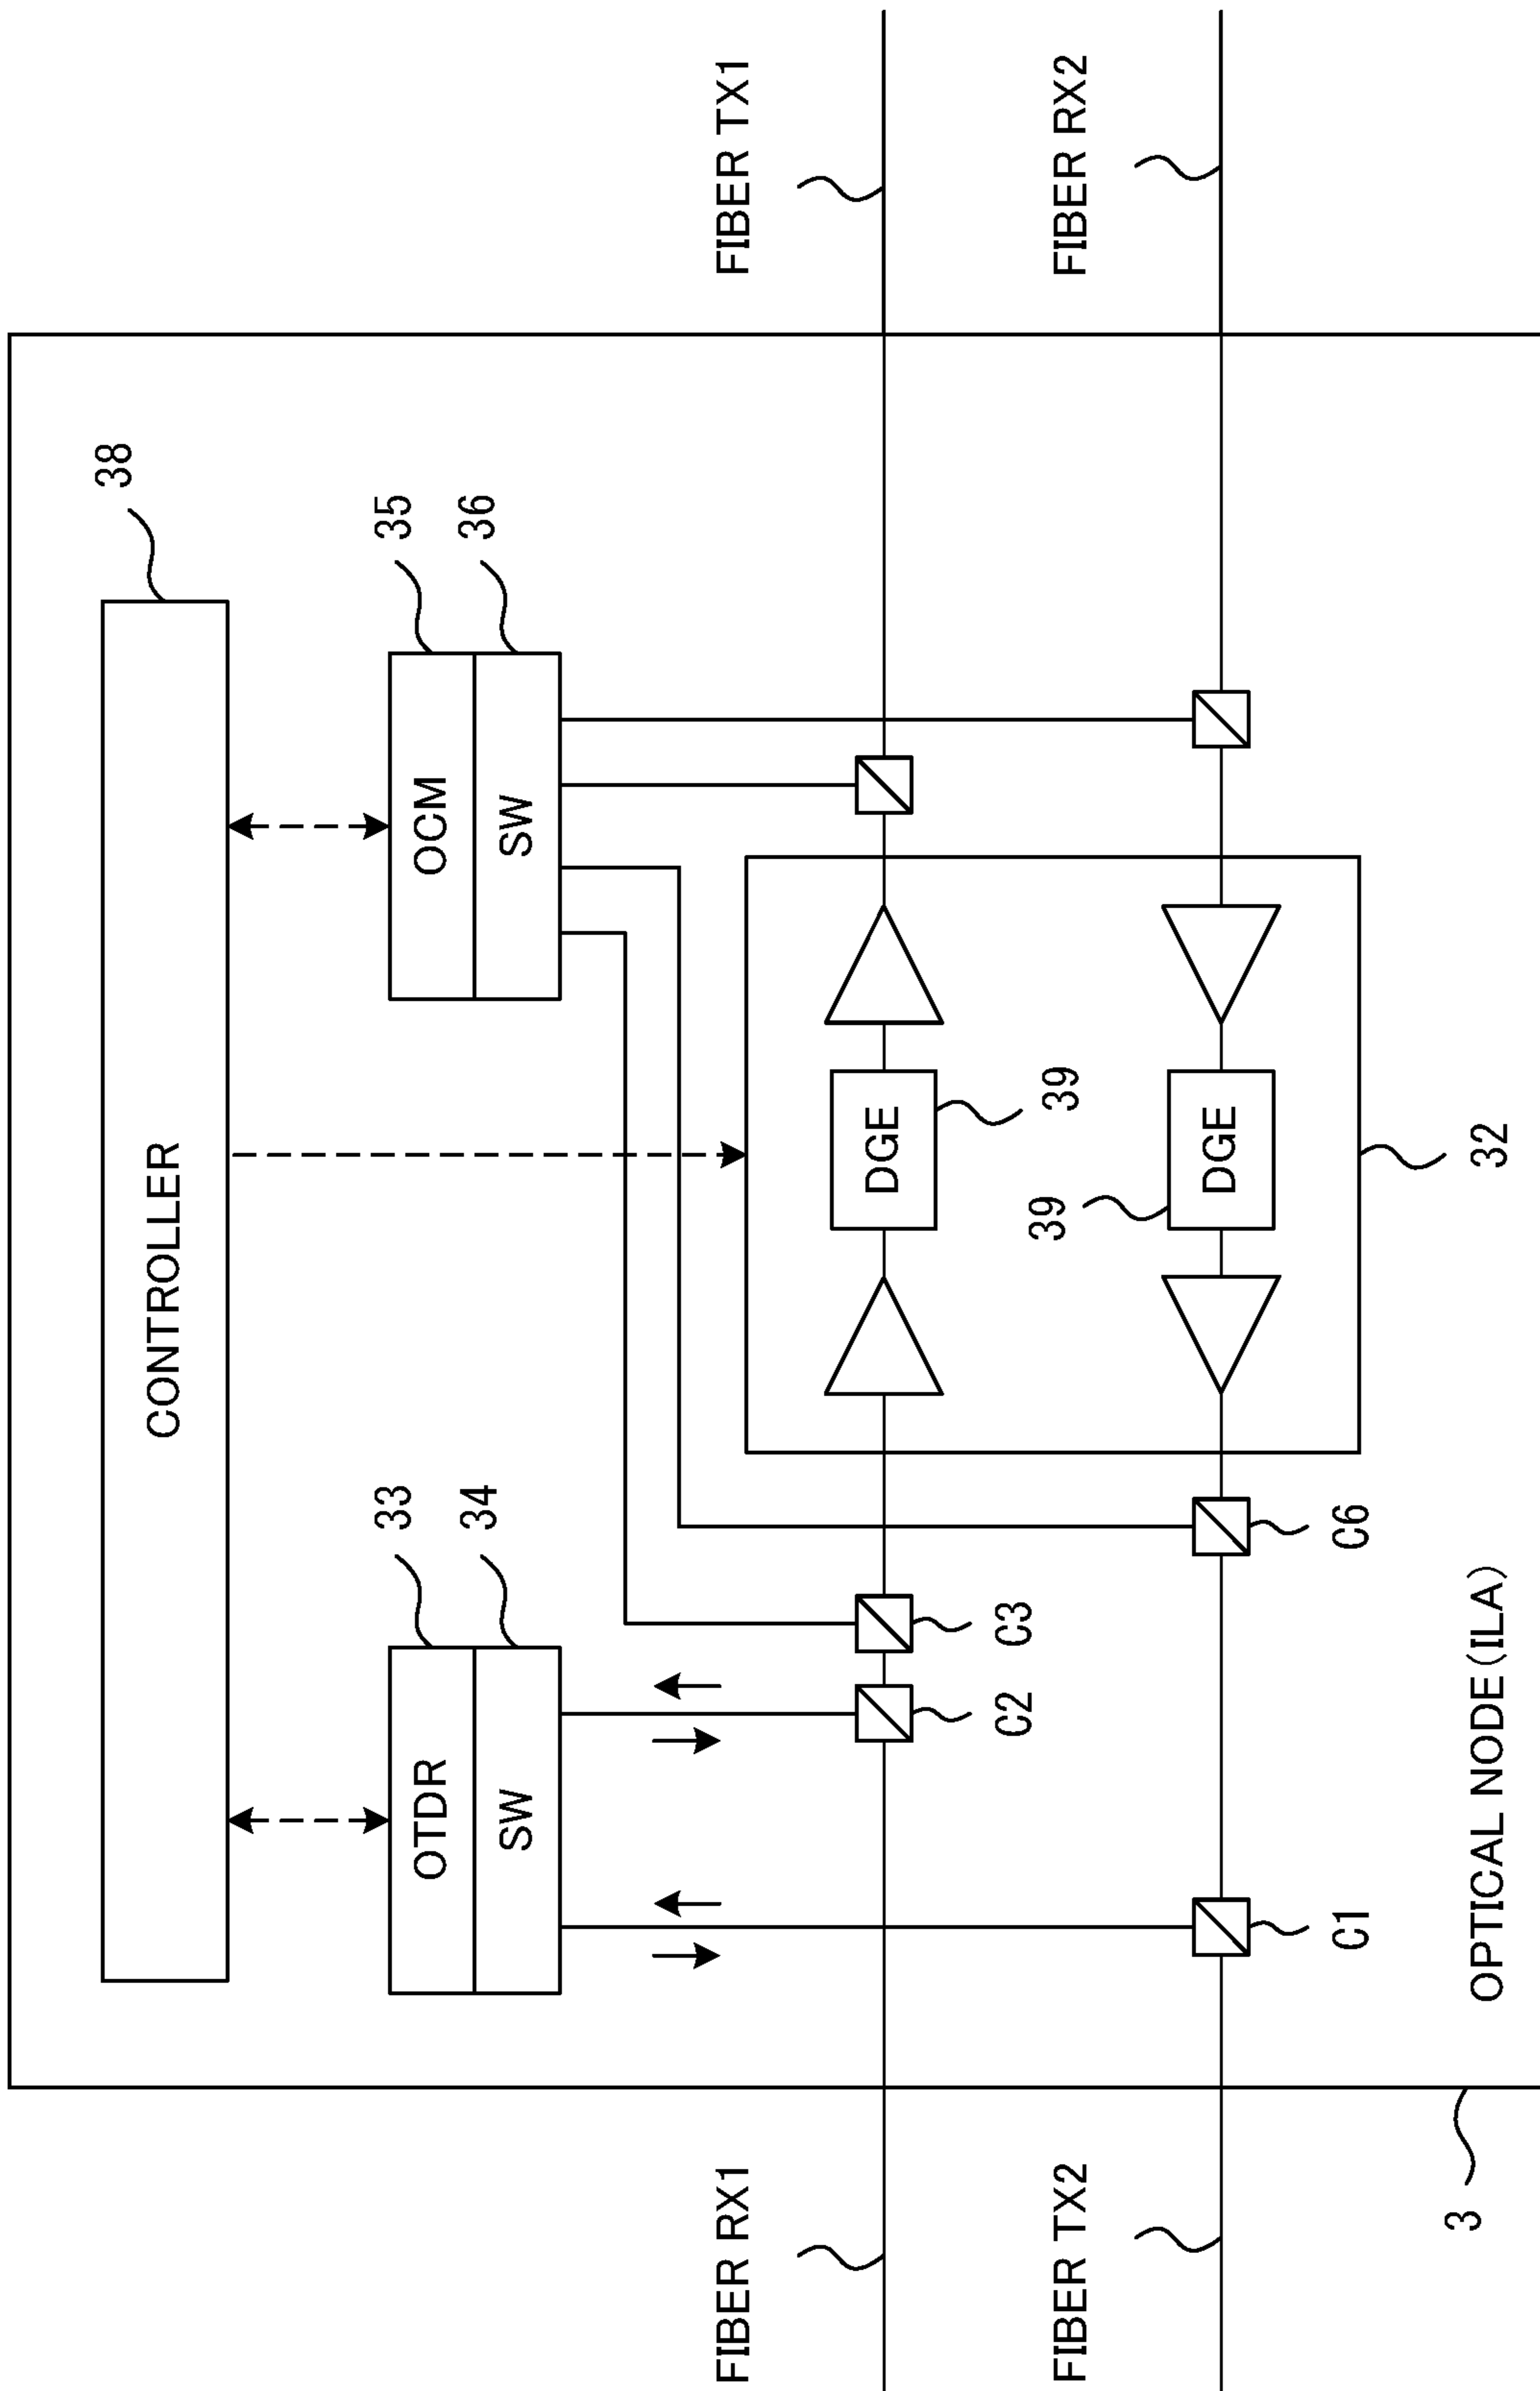 CONTROLLER
38
OTDR
SW
33
34
OCM
SW
35
36
FIBER RX1
FIBER TX1
C2
C3
DGE
39
FIBER TX2
FIBER RX2
39
DGE
C1
C6
32
3
OPTICAL NODE (ILA)